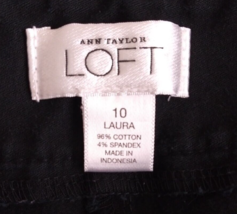 ANN TAYLOR
LOFT
10
LAURA
96% COTTON
4% SPANDEX
MADE IN
INDONESIA